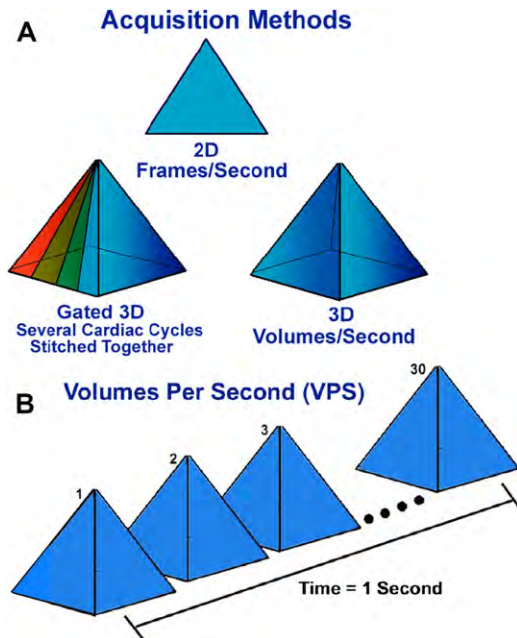 A
Acquisition Methods
2D
Frames/Second
Gated 3D
Several Cardiac Cycles
Stitched Together
3D
Volumes/Second
B
Volumes Per Second (VPS)
1
2
3
30
Time = 1 Second